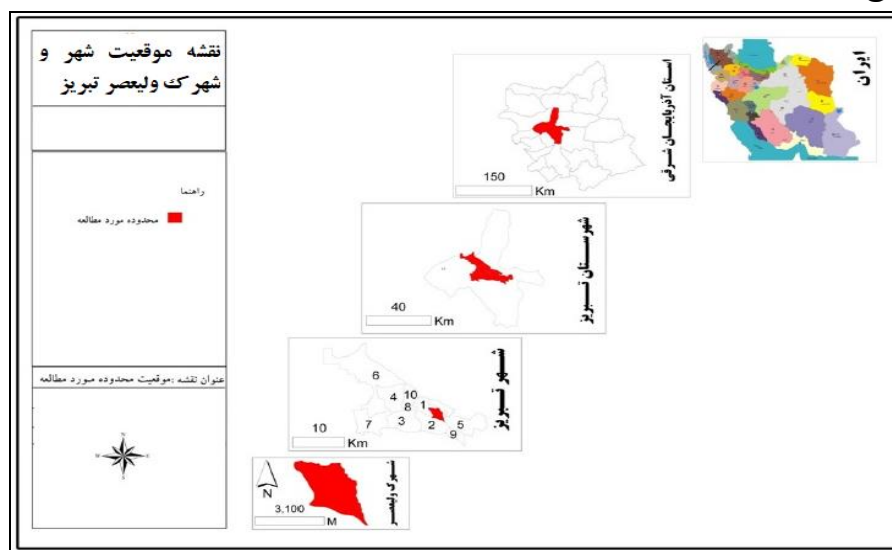 نقشه موقعیت شهر و
شهرک ولیعصر تبریز
راهنما
محدوده مورد مطالعه
عنوان نقشه :موقعیت محدوده مورد مطالعه
N
ایران
استان آذربایجان شرقی
150
Km
شهرستان تبریز
40
Km
شهر تبریز
6
4
10
8
1
7
3
2
5
9
10
Km
شهرک ولیعصر
N
3,100
M